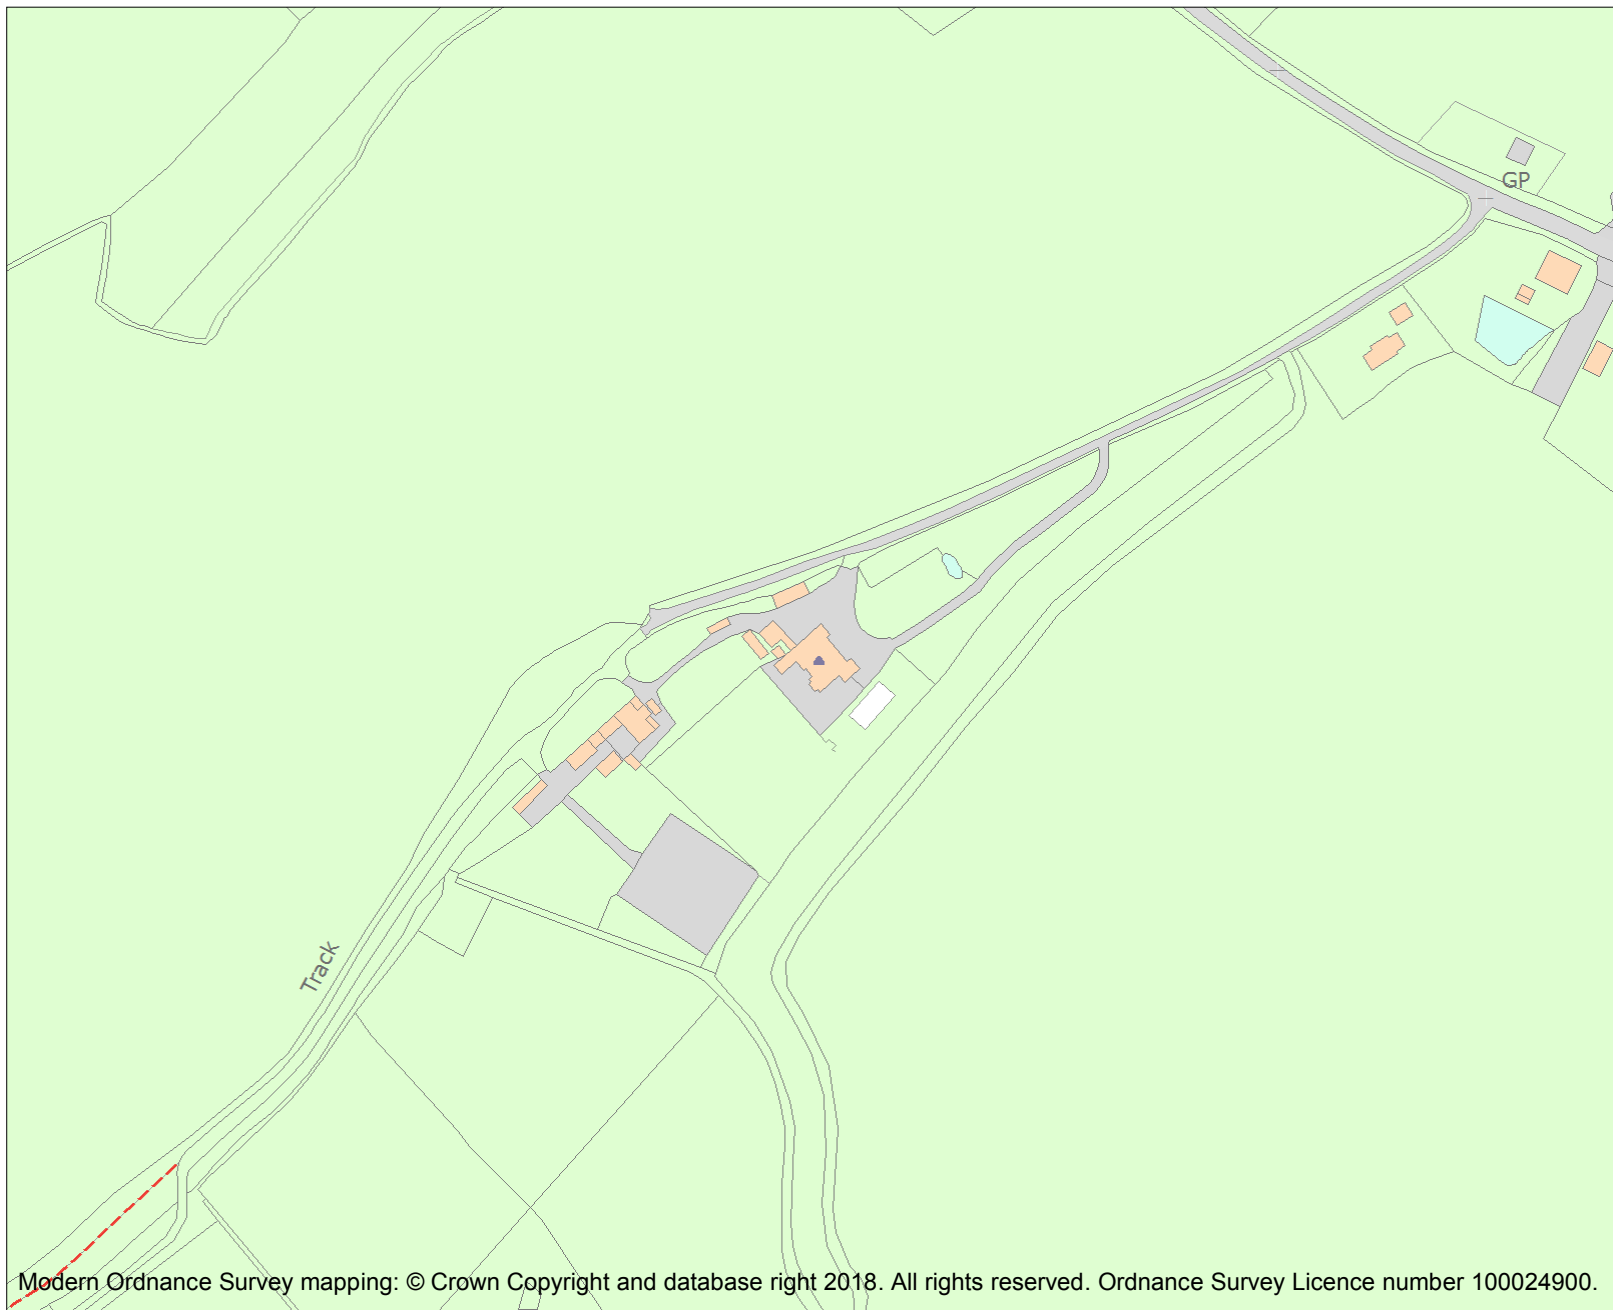 GP
Track
Modern Ordnance Survey mapping: © Crown Copyright and database right 2018. All rights reserved. Ordnance Survey Licence number 100024900.